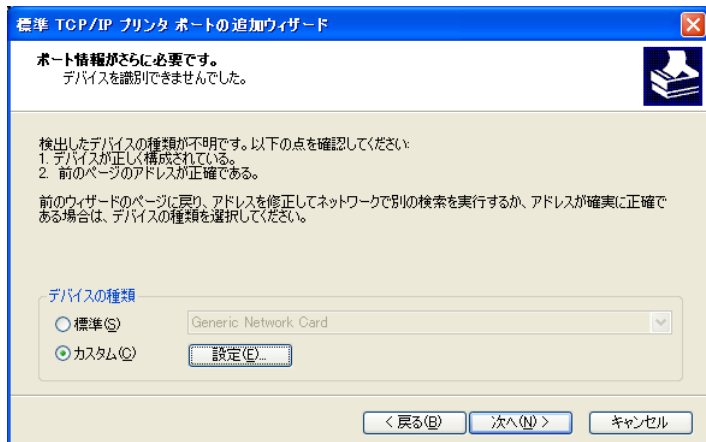 標準 TCP/IP プリンタ ポートの追加ウィザード
ポート情報がさらに必要です。
デバイスを識別できませんでした。
検出したデバイスの種類が不明です。以下の点を確認してください:
1. デバイスが正しく構成されている。
2. 前のページのアドレスが正確である。
前のウィザードのページに戻り、アドレスを修正してネットワークで別の検索を実行するか、アドレスが確実に正確で
ある場合は、デバイスの種類を選択してください。
デバイスの種類
標準(S) Generic Network Card
カスタム(C) 設定(E)...
< 戻る(B) 次へ(N) > キャンセル